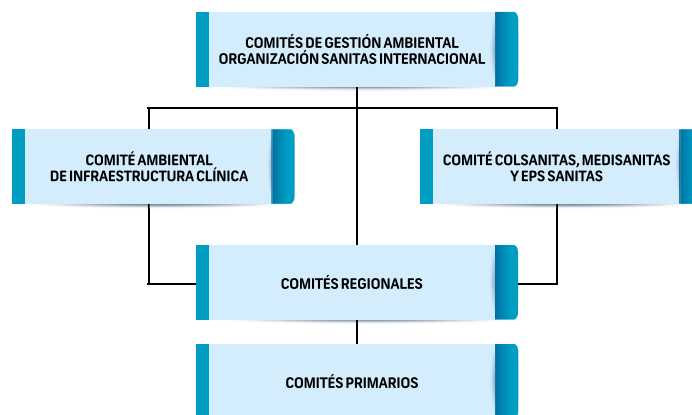 COMITÉS DE GESTIÓN AMBIENTAL
ORGANIZACIÓN SANITAS INTERNACIONAL
COMITÉ AMBIENTAL
DE INFRAESTRUCTURA CLÍNICA
COMITÉ COLSANITAS, MEDISANITAS
Y EPS SANITAS
COMITÉS REGIONALES
COMITÉS PRIMARIOS